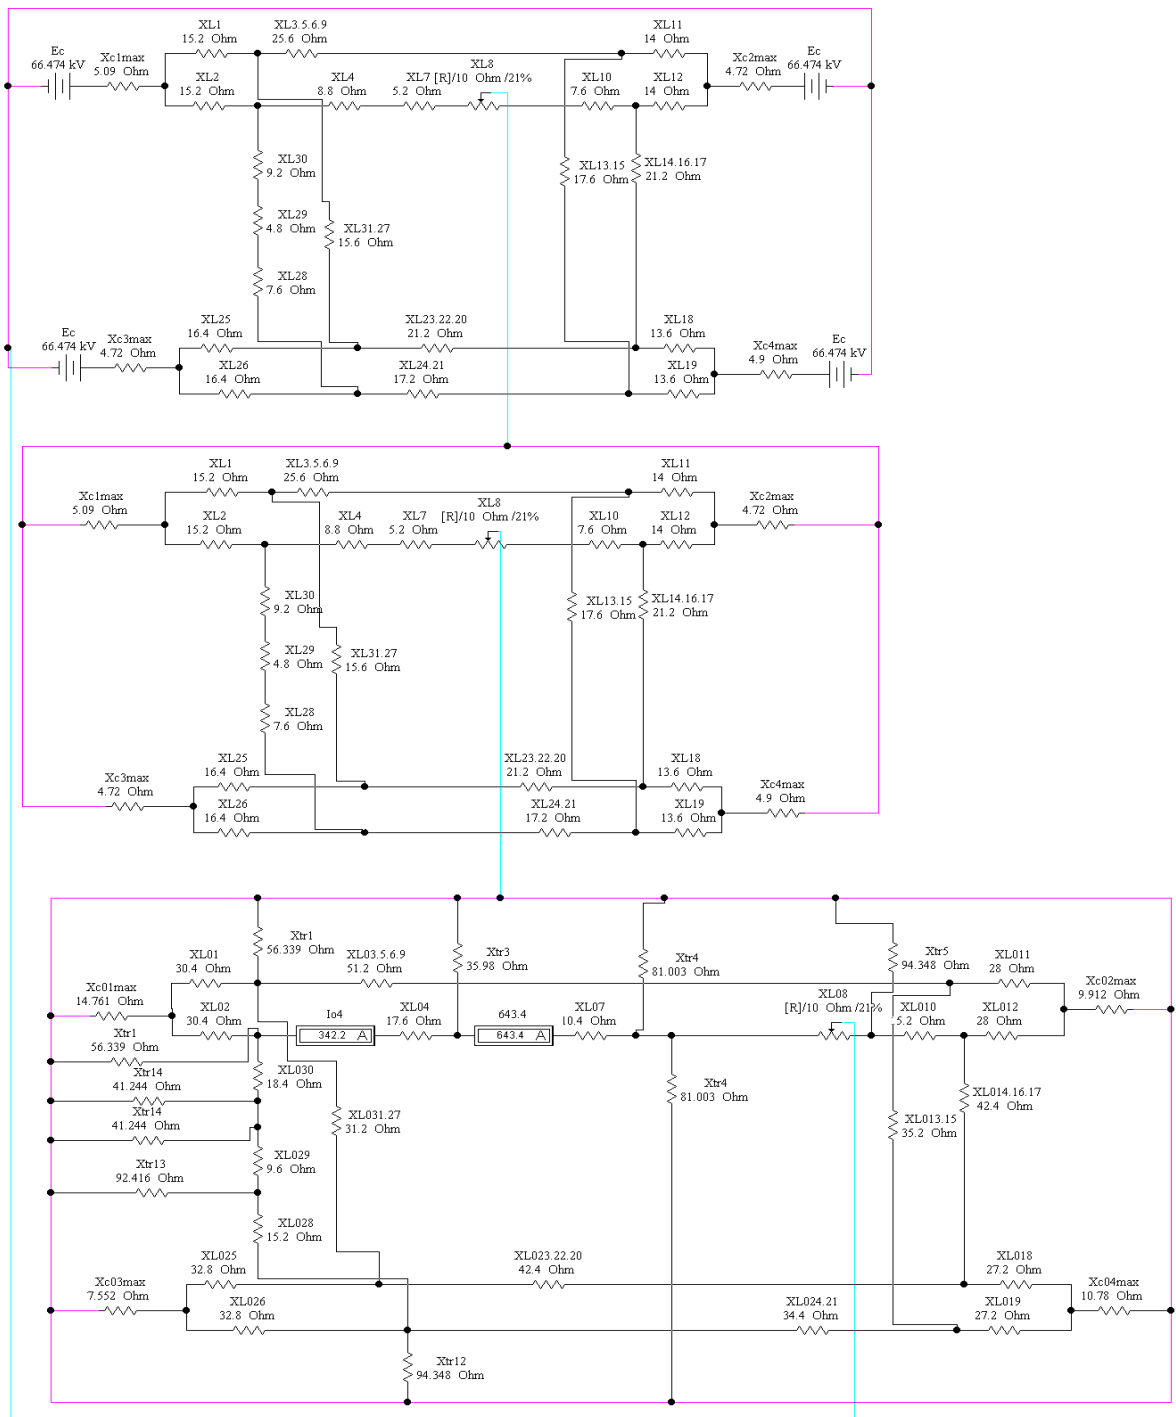 XL1
15.2 Ohm
XL3.5.6.9
25.6 Ohm
XL11
14 Ohm
Ec
66.474 kV
Xc1max
5.09 Ohm
XL2
15.2 Ohm
XL4
8.8 Ohm
XL7
5.2 Ohm
XL8
[R]/10 Ohm /21%
XL10
7.6 Ohm
XL12
14 Ohm
Xc2max
4.72 Ohm
Ec
66.474 kV
XL30
9.2 Ohm
XL29
4.8 Ohm
XL28
7.6 Ohm
XL31.27
15.6 Ohm
XL13.15
17.6 Ohm
XL14.16.17
21.2 Ohm
Ec
66.474 kV
Xc3max
4.72 Ohm
XL25
16.4 Ohm
XL26
16.4 Ohm
XL23.22.20
21.2 Ohm
XL24.21
17.2 Ohm
XL18
13.6 Ohm
XL19
13.6 Ohm
Xc4max
4.9 Ohm
Ec
66.474 kV
XL1
15.2 Ohm
XL3.5.6.9
25.6 Ohm
XL11
14 Ohm
Xc1max
5.09 Ohm
XL2
15.2 Ohm
XL4
8.8 Ohm
XL7
5.2 Ohm
XL8
[R]/10 Ohm /21%
XL10
7.6 Ohm
XL12
14 Ohm
Xc2max
4.72 Ohm
XL30
9.2 Ohm
XL29
4.8 Ohm
XL28
7.6 Ohm
XL31.27
15.6 Ohm
XL13.15
17.6 Ohm
XL14.16.17
21.2 Ohm
Xc3max
4.72 Ohm
XL25
16.4 Ohm
XL26
16.4 Ohm
XL23.22.20
21.2 Ohm
XL24.21
17.2 Ohm
XL18
13.6 Ohm
XL19
13.6 Ohm
Xc4max
4.9 Ohm
Xtr1
56.339 Ohm
XL01
30.4 Ohm
XL03.5.6.9
51.2 Ohm
Xtr3
35.98 Ohm
Xtr4
81.003 Ohm
Xtr5
94.348 Ohm
XL011
28 Ohm
Xc01max
14.761 Ohm
XL02
30.4 Ohm
Io4
342.2 A
XL04
17.6 Ohm
643.4
643.4 A
XL07
10.4 Ohm
XL08
[R]/10 Ohm /21%
XL010
5.2 Ohm
XL012
28 Ohm
Xc02max
9.912 Ohm
Xtr1
56.339 Ohm
Xtr14
41.244 Ohm
Xtr14
41.244 Ohm
Xtr13
92.416 Ohm
XL030
18.4 Ohm
XL029
9.6 Ohm
XL028
15.2 Ohm
XL031.27
31.2 Ohm
Xtr4
81.003 Ohm
XL013.15
35.2 Ohm
XL014.16.17
42.4 Ohm
Xc03max
7.552 Ohm
XL025
32.8 Ohm
XL026
32.8 Ohm
XL023.22.20
42.4 Ohm
XL024.21
34.4 Ohm
XL018
27.2 Ohm
XL019
27.2 Ohm
Xc04max
10.78 Ohm
Xtr12
94.348 Ohm